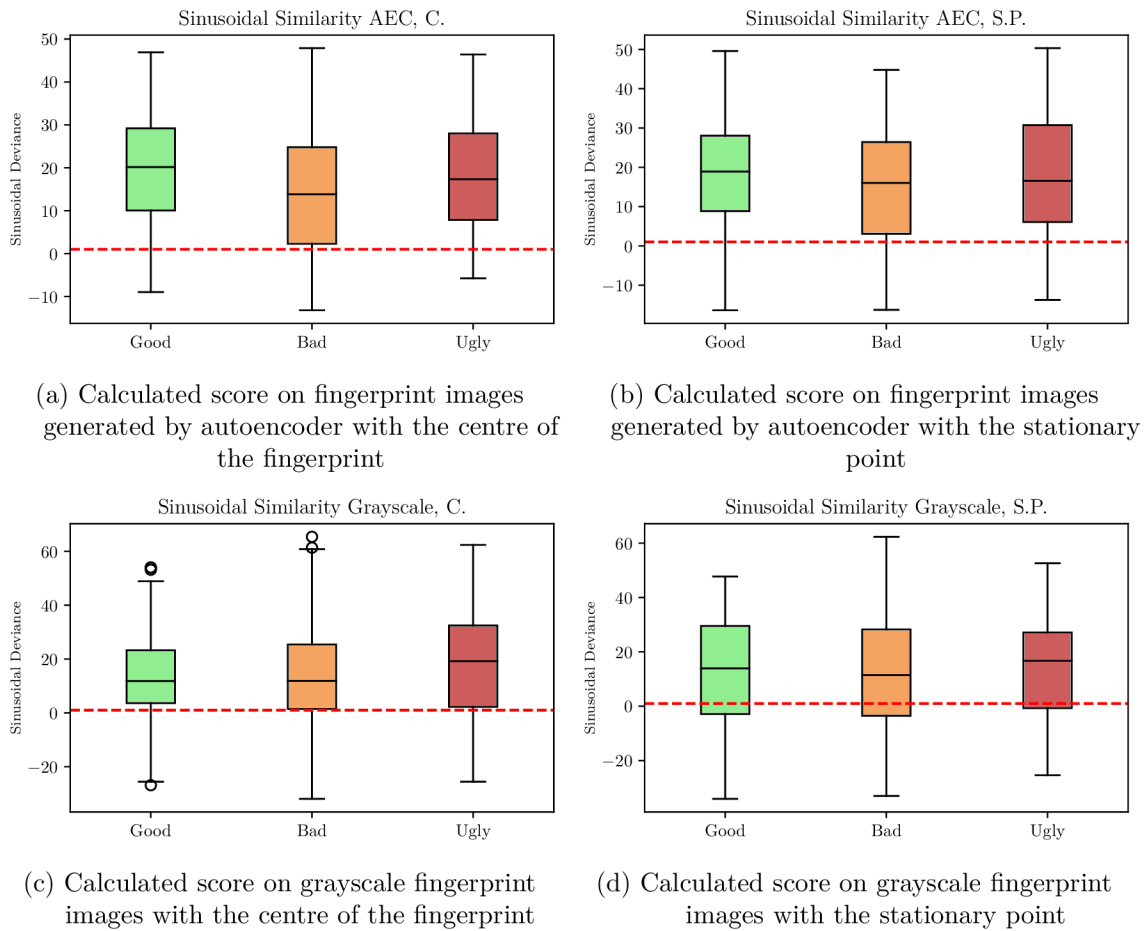 Sinusoidal Similarity AEC, C.
Sinusoidal Deviance
50
40
30
20
10
0
−10
Good Bad Ugly
(a) Calculated score on fingerprint images
generated by autoencoder with the centre of
the fingerprint
Sinusoidal Similarity AEC, S.P.
Sinusoidal Deviance
50
40
30
20
10
0
−10
Good Bad Ugly
(b) Calculated score on fingerprint images
generated by autoencoder with the stationary
point
Sinusoidal Similarity Grayscale, C.
Sinusoidal Deviance
60
40
20
0
−20
Good Bad Ugly
(c) Calculated score on grayscale fingerprint
images with the centre of the fingerprint
Sinusoidal Similarity Grayscale, S.P.
Sinusoidal Deviance
60
40
20
0
−20
Good Bad Ugly
(d) Calculated score on grayscale fingerprint
images with the stationary point